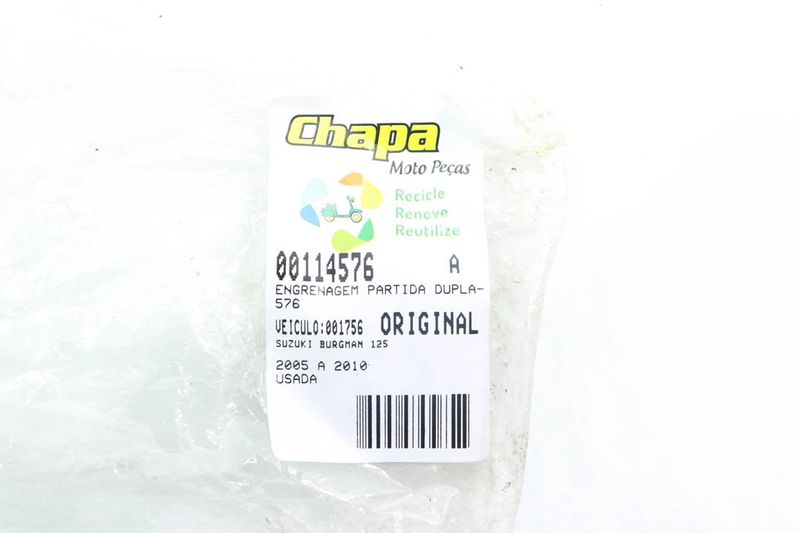 Chapa
Moto Peças
Recicle
Renove
Reutilize
00114576 A
ENGRENAGEM PARTIDA DUPLA-
576
VEICULO:001756 ORIGINAL
SUZUKI BURGMAN 125
2005 A 2010
USADA